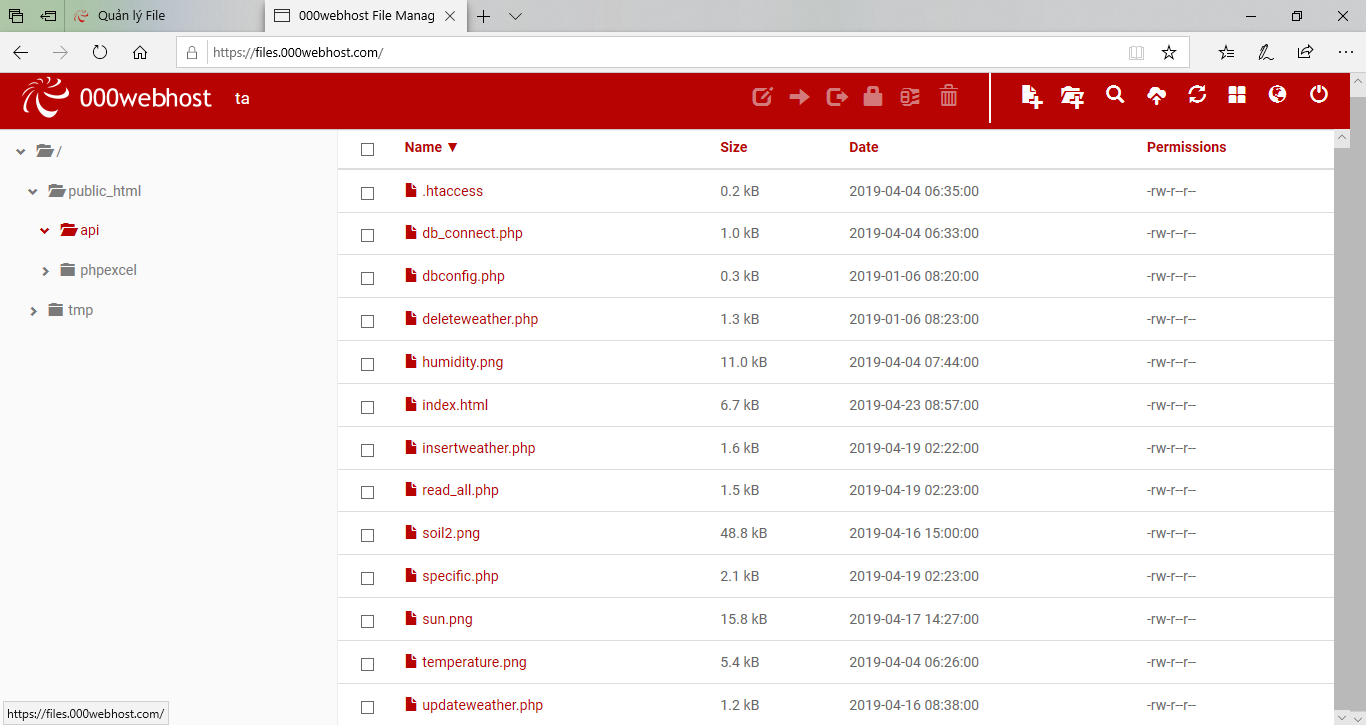 Quản lý File
000webhost File Manag
https://files.000webhost.com/
000webhost ta
/
public_html
api
phpexcel
tmp
Name ▼ Size Date Permissions
.htaccess 0.2 kB 2019-04-04 06:35:00 -rw-r--r--
db_connect.php 1.0 kB 2019-04-04 06:33:00 -rw-r--r--
dbconfig.php 0.3 kB 2019-01-06 08:20:00 -rw-r--r--
deleteweather.php 1.3 kB 2019-01-06 08:23:00 -rw-r--r--
humidity.png 11.0 kB 2019-04-04 07:44:00 -rw-r--r--
index.html 6.7 kB 2019-04-23 08:57:00 -rw-r--r--
insertweather.php 1.6 kB 2019-04-19 02:22:00 -rw-r--r--
read_all.php 1.5 kB 2019-04-19 02:23:00 -rw-r--r--
soil2.png 48.8 kB 2019-04-16 15:00:00 -rw-r--r--
specific.php 2.1 kB 2019-04-19 02:23:00 -rw-r--r--
sun.png 15.8 kB 2019-04-17 14:27:00 -rw-r--r--
temperature.png 5.4 kB 2019-04-04 06:26:00 -rw-r--r--
updateweather.php 1.2 kB 2019-04-16 08:38:00 -rw-r--r--
https://files.000webhost.com/